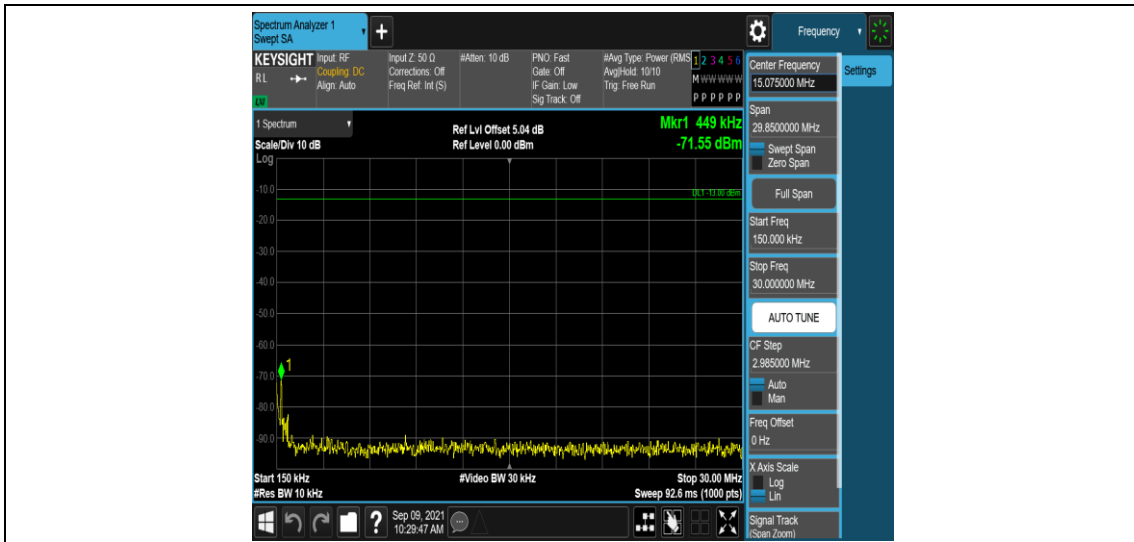 Spectrum Analyzer 1
Swept SA
Frequency
KEYSIGHT
RL
LXI
Input: RF
Coupling: DC
Align: Auto
Input Z: 50 Ω
Corrections: Off
Freq Ref: Int (S)
#Atten: 10 dB
PNO: Fast
Gate: Off
IF Gain: Low
Sig Track: Off
#Avg Type: Power (RMS
Avg|Hold: 10/10
Trig: Free Run
1 2 3 4 5 6
M W W W W W
P P P P P P
1 Spectrum
Scale/Div 10 dB
Log
Ref Lvl Offset 5.04 dB
Ref Level 0.00 dBm
Mkr1 449 kHz
-71.55 dBm
DL1 -13.00 dBm
-10.0
-20.0
-30.0
-40.0
-50.0
-60.0
-70.0
-80.0
-90.0
1
Start 150 kHz
#Res BW 10 kHz
#Video BW 30 kHz
Stop 30.00 MHz
Sweep 92.6 ms (1000 pts)
Sep 09, 2021
10:29:47 AM
Center Frequency
15.075000 MHz
Settings
Span
29.8500000 MHz
Swept Span
Zero Span
Full Span
Start Freq
150.000 kHz
Stop Freq
30.000000 MHz
AUTO TUNE
CF Step
2.985000 MHz
Auto
Man
Freq Offset
0 Hz
X Axis Scale
Log
Lin
Signal Track
(Span Zoom)